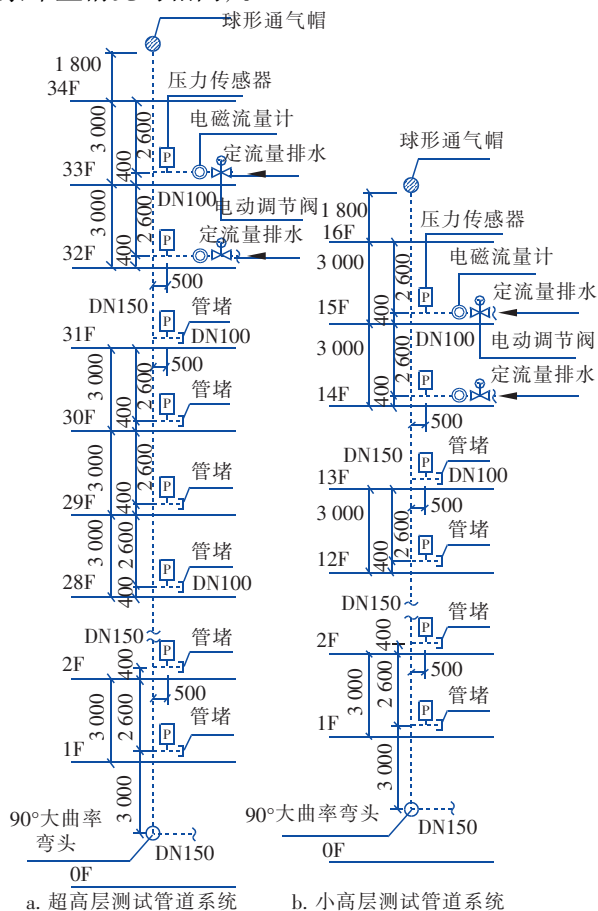 球形通气帽
1 800
34F
压力传感器
3 000
2 600
400
P
电磁流量计
定流量排水
33F
DN100
电动调节阀
3 000
2 600
400
P
定流量排水
32F
500
DN150
管堵
P
DN100
31F
500
3 000
2 600
400
P
管堵
30F
3 000
2 600
400
P
管堵
29F
3 000
2 600
400
P
管堵
DN100
28F
DN150
管堵
P
400
2F
500
3 000
2 600
P
管堵
1F
3 000
90°大曲率
弯头
DN150
0F
a. 超高层测试管道系统
球形通气帽
1 800
16F
压力传感器
3 000
2 600
400
P
电磁流量计
定流量排水
15F
DN100
电动调节阀
3 000
2 600
400
P
定流量排水
14F
500
DN150
管堵
P
DN100
13F
500
3 000
2 600
400
P
管堵
12F
DN150
管堵
400
P
2F
500
3 000
2 600
P
管堵
1F
3 000
90°大曲率弯头
DN150
0F
b. 小高层测试管道系统